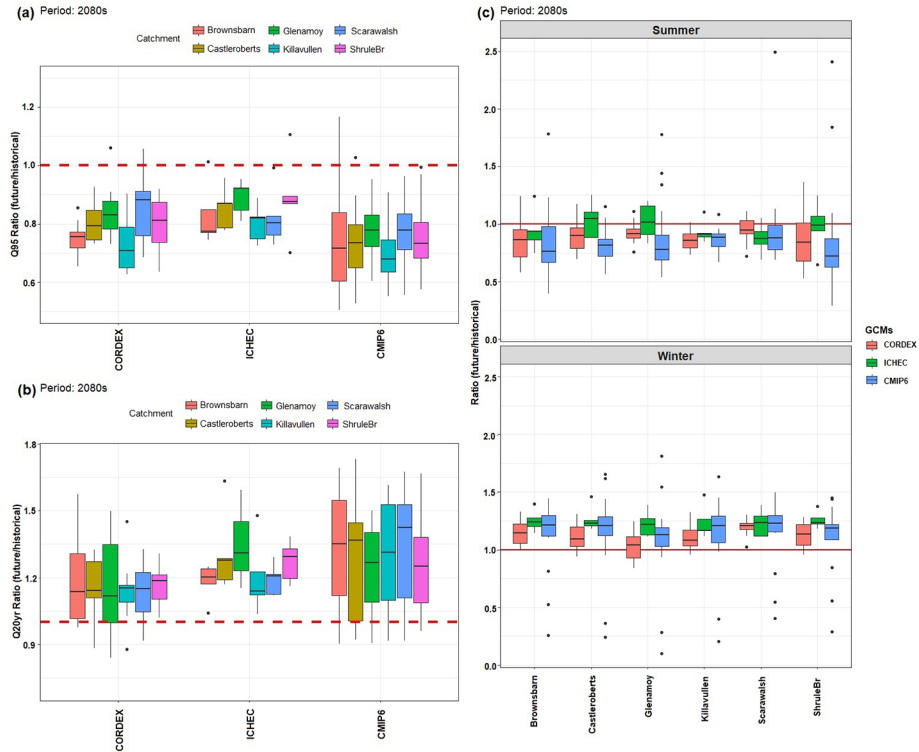 (a) Period: 2080s
Catchment
Brownsbarn Glenamoy Scarawalsh
Castleroberts Killavullen ShruleBr
Q95 Ratio (future/historical)
1.2
1.0
0.8
0.6
CORDEX ICHEC CMIP6
(b) Period: 2080s
Catchment
Brownsbarn Glenamoy Scarawalsh
Castleroberts Killavullen ShruleBr
Q20yr Ratio (future/historical)
1.8
1.5
1.2
0.9
CORDEX ICHEC CMIP6
(c) Period: 2080s
Summer
2.5
2.0
1.5
1.0
0.5
0.0
Ratio (future/historical)
Winter
2.5
2.0
1.5
1.0
0.5
0.0
Brownsbarn Castleroberts Glenamoy Killavullen Scarawalsh ShruleBr
GCMs
CORDEX
ICHEC
CMIP6